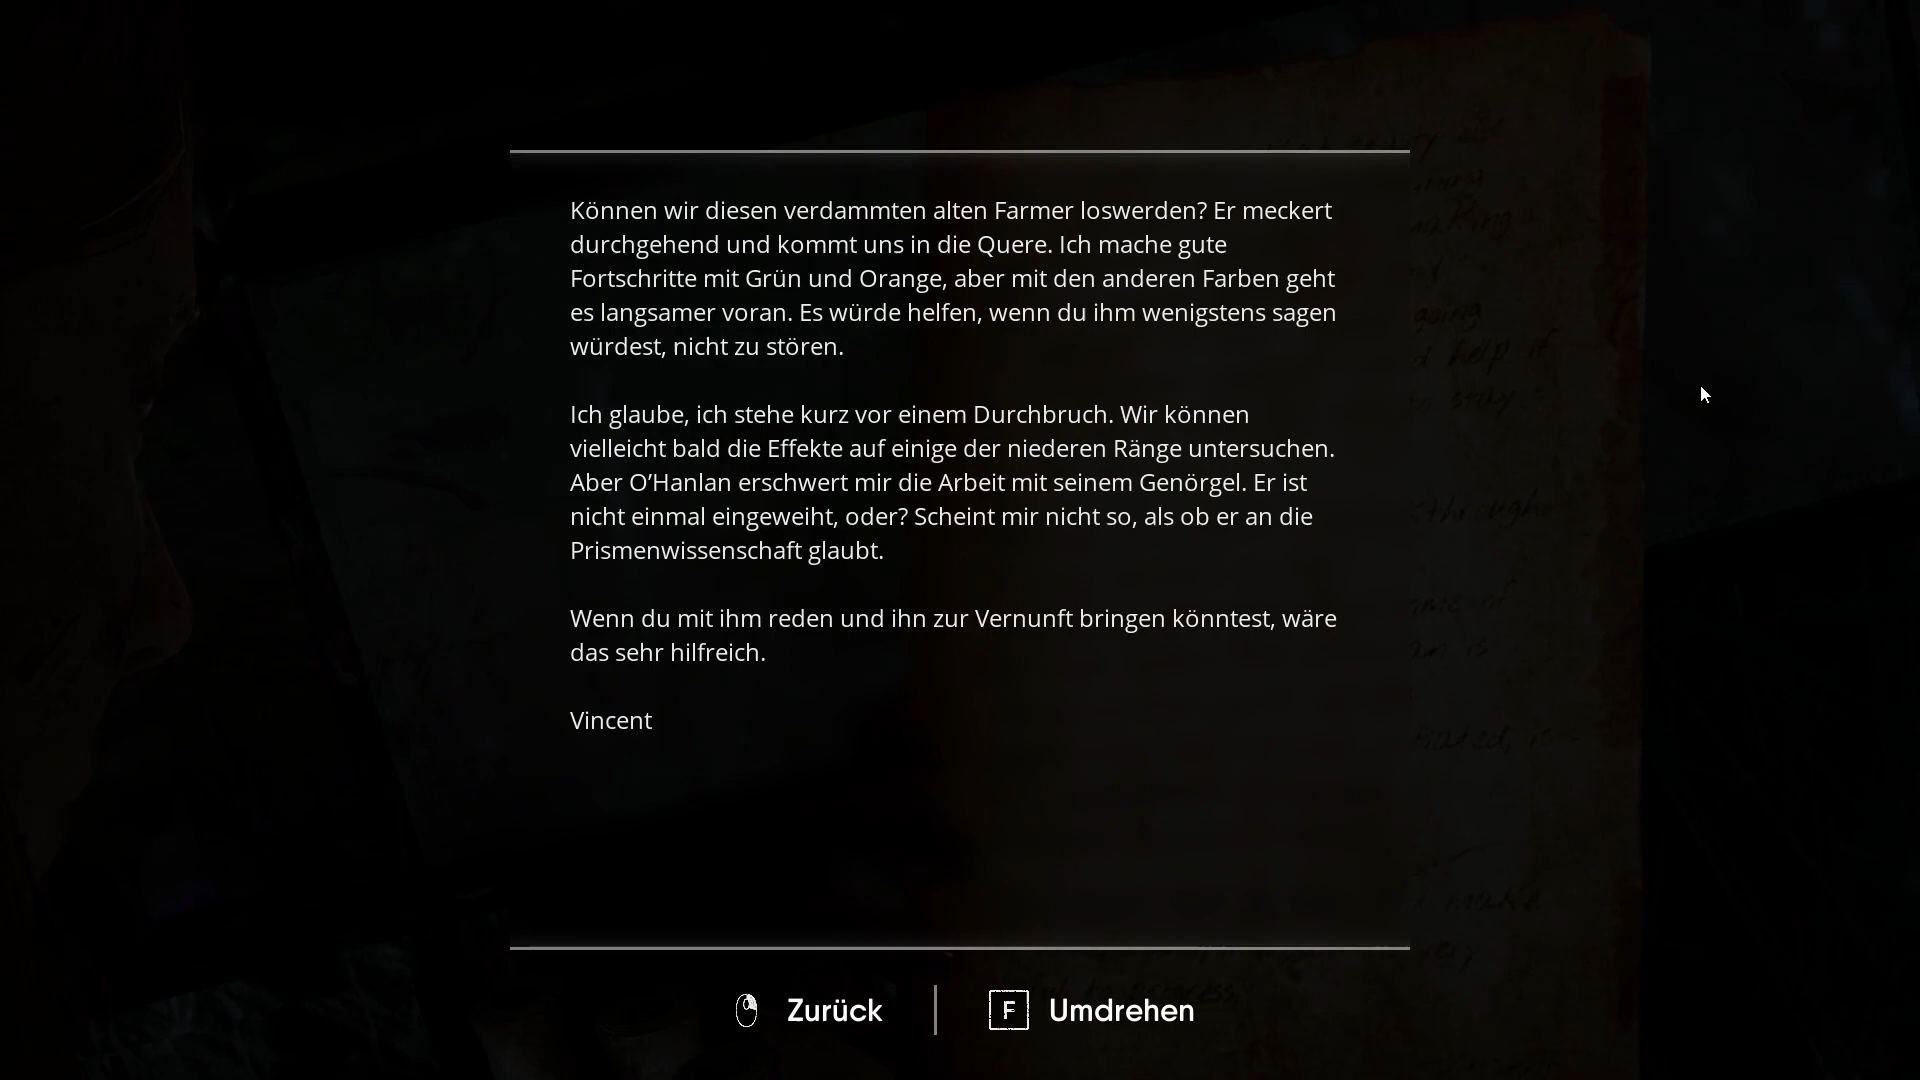 Können wir diesen verdammten alten Farmer loswerden? Er meckert
durchgehend und kommt uns in die Quere. Ich mache gute
Fortschritte mit Grün und Orange, aber mit den anderen Farben geht
es langsamer voran. Es würde helfen, wenn du ihm wenigstens sagen
würdest, nicht zu stören.
Ich glaube, ich stehe kurz vor einem Durchbruch. Wir können
vielleicht bald die Effekte auf einige der niederen Ränge untersuchen.
Aber O’Hanlan erschwert mir die Arbeit mit seinem Genörgel. Er ist
nicht einmal eingeweiht, oder? Scheint mir nicht so, als ob er an die
Prismenwissenschaft glaubt.
Wenn du mit ihm reden und ihn zur Vernunft bringen könntest, wäre
das sehr hilfreich.
Vincent
Zurück
F Umdrehen